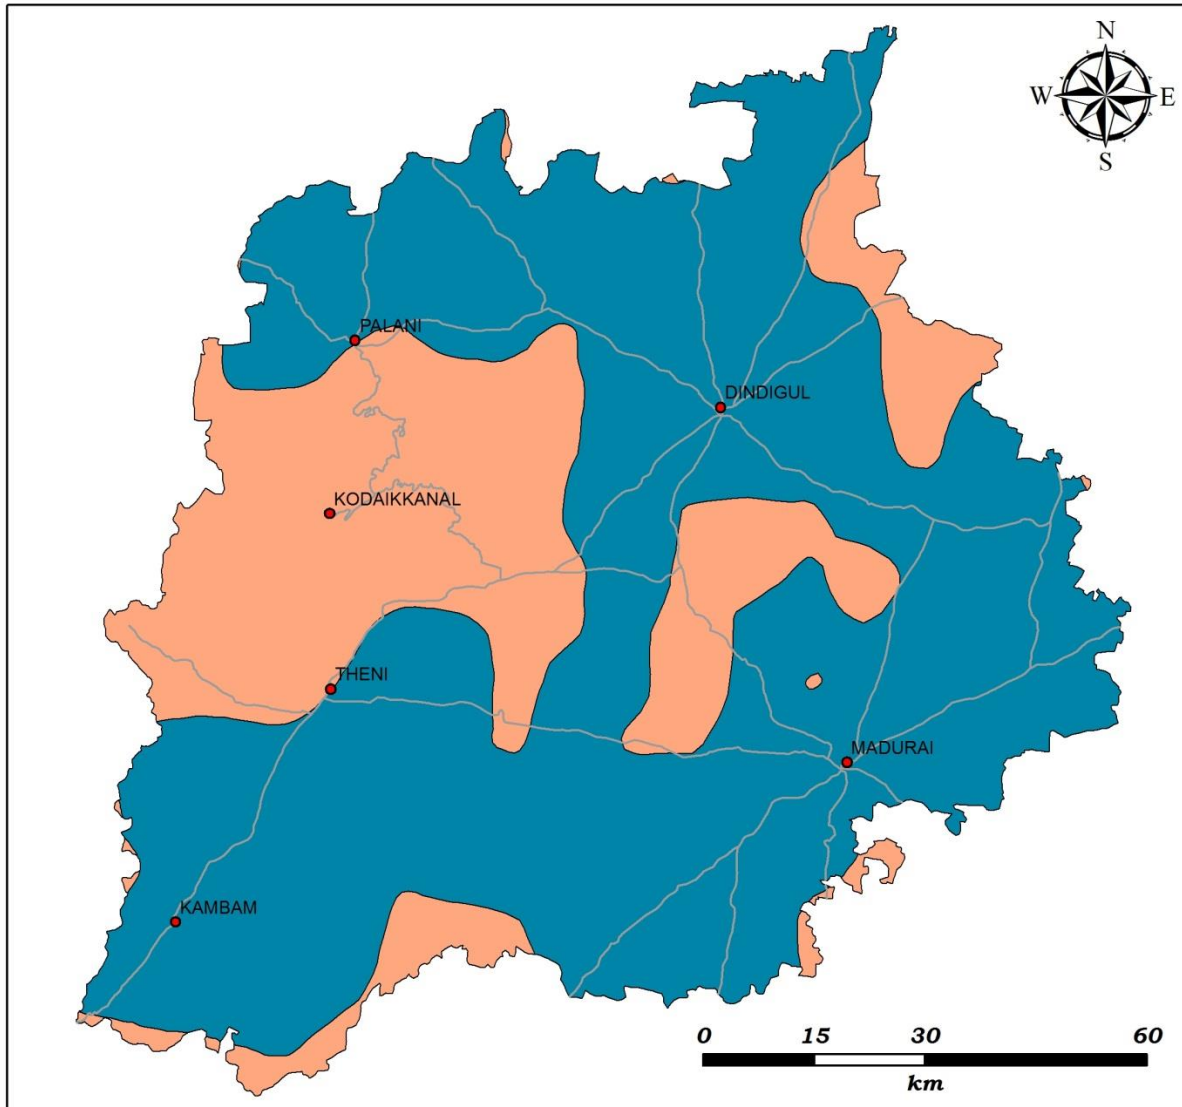 N
W E
S
PALANI
DINDIGUL
KODAIKKANAL
THENI
MADURAI
KAMBAM
0 15 30 60
km